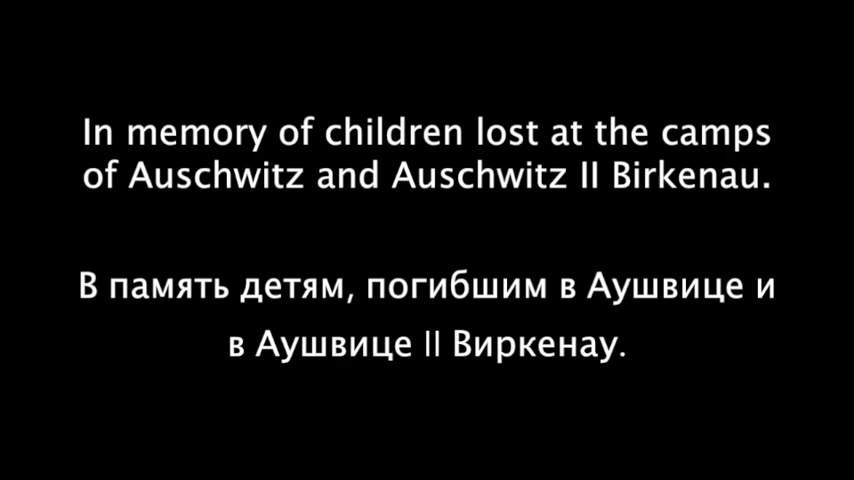 In memory of children lost at the camps
of Auschwitz and Auschwitz II Birkenau.
В память детям, погибшим в Аушвице и
в Аушвице II Виркенау.